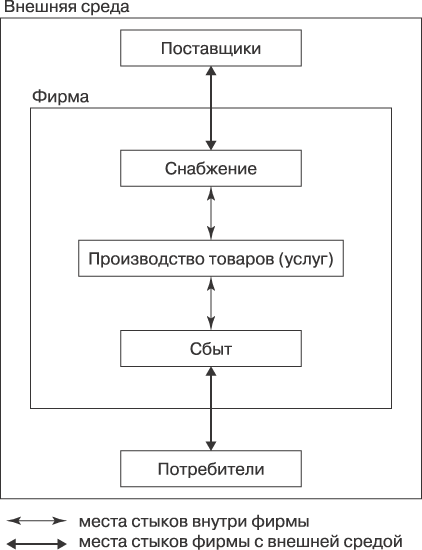 Внешняя среда
Поставщики
Фирма
Снабжение
Производство товаров (услуг)
Сбыт
Потребители
места стыков внутри фирмы
места стыков фирмы с внешней средой